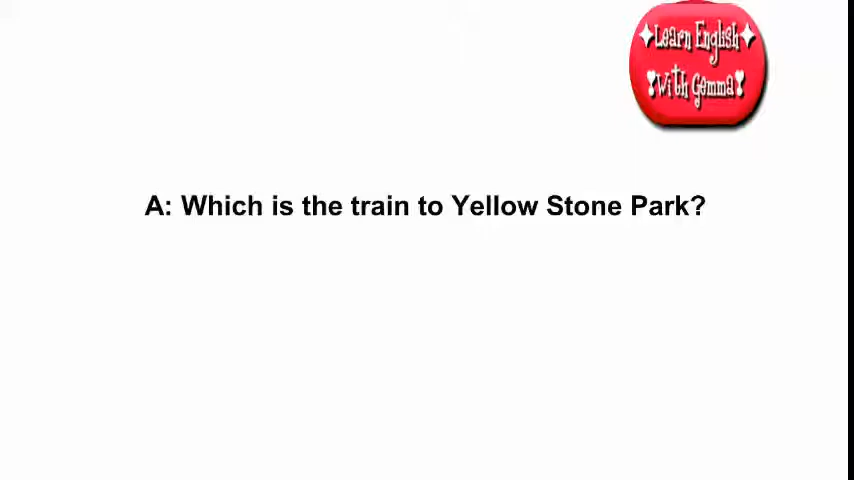 ✦Learn English✦
❣With Gemma❣
A: Which is the train to Yellow Stone Park?